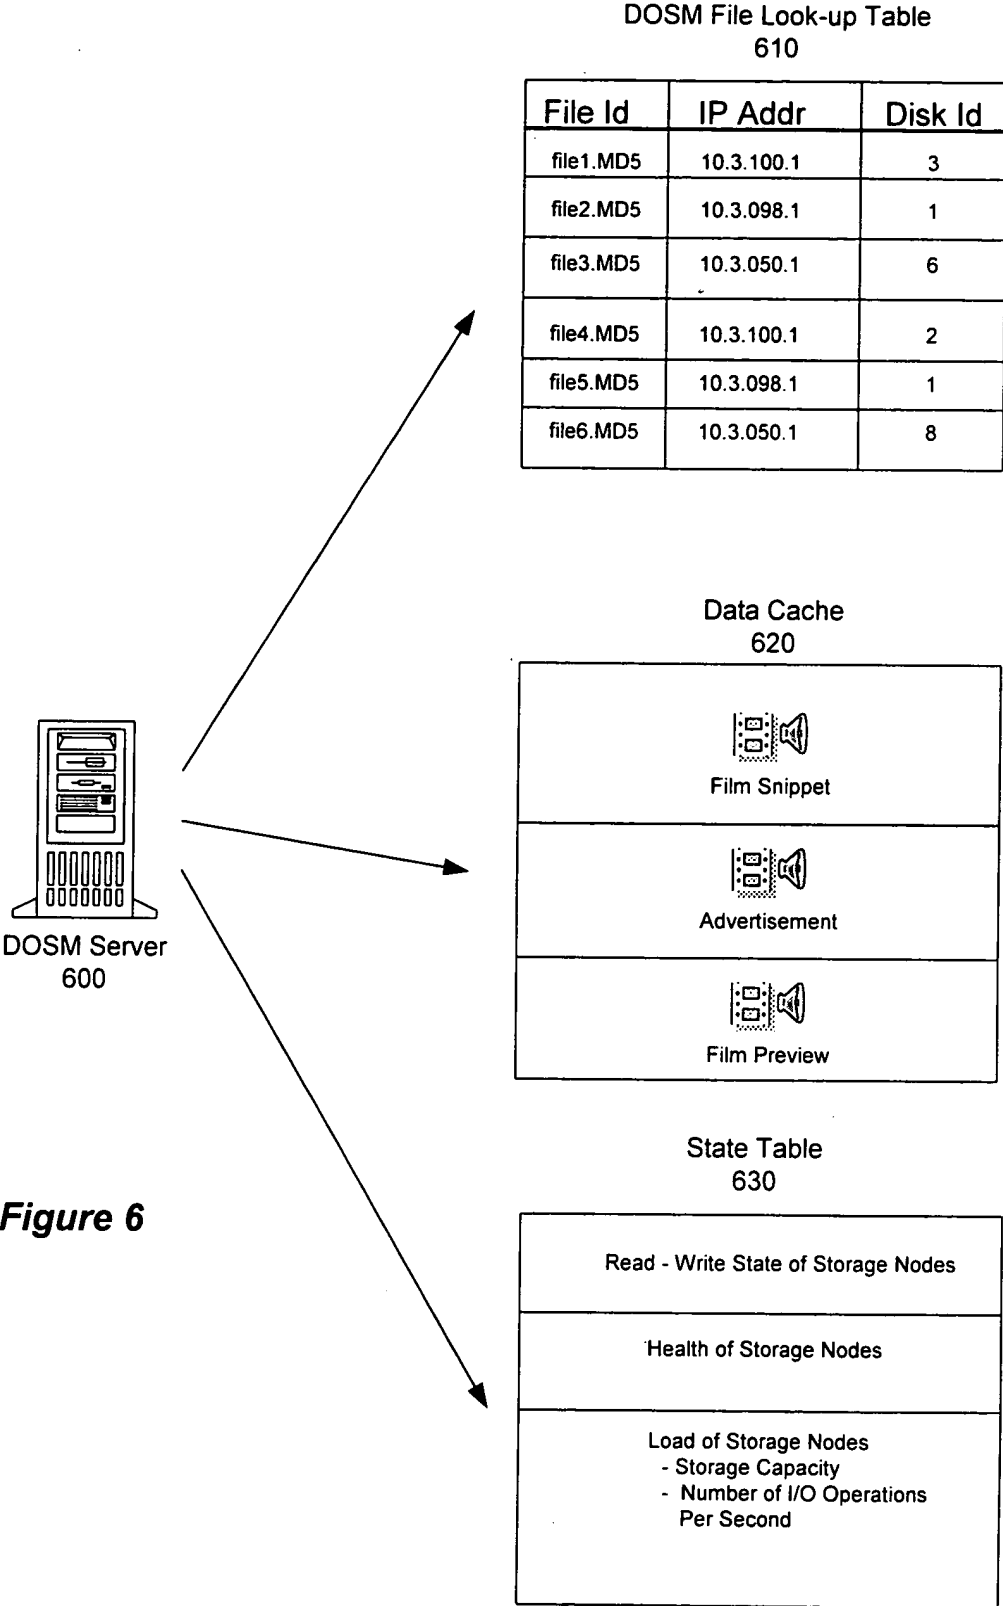 DOSM File Look-up Table
610
File Id IP Addr Disk Id
file1.MD5 10.3.100.1 3
file2.MD5 10.3.098.1 1
file3.MD5 10.3.050.1 6
file4.MD5 10.3.100.1 2
file5.MD5 10.3.098.1 1
file6.MD5 10.3.050.1 8
Data Cache
620
Film Snippet
Advertisement
Film Preview
DOSM Server
600
State Table
630
Read - Write State of Storage Nodes
Health of Storage Nodes
Load of Storage Nodes
- Storage Capacity
- Number of I/O Operations
Per Second
Figure 6